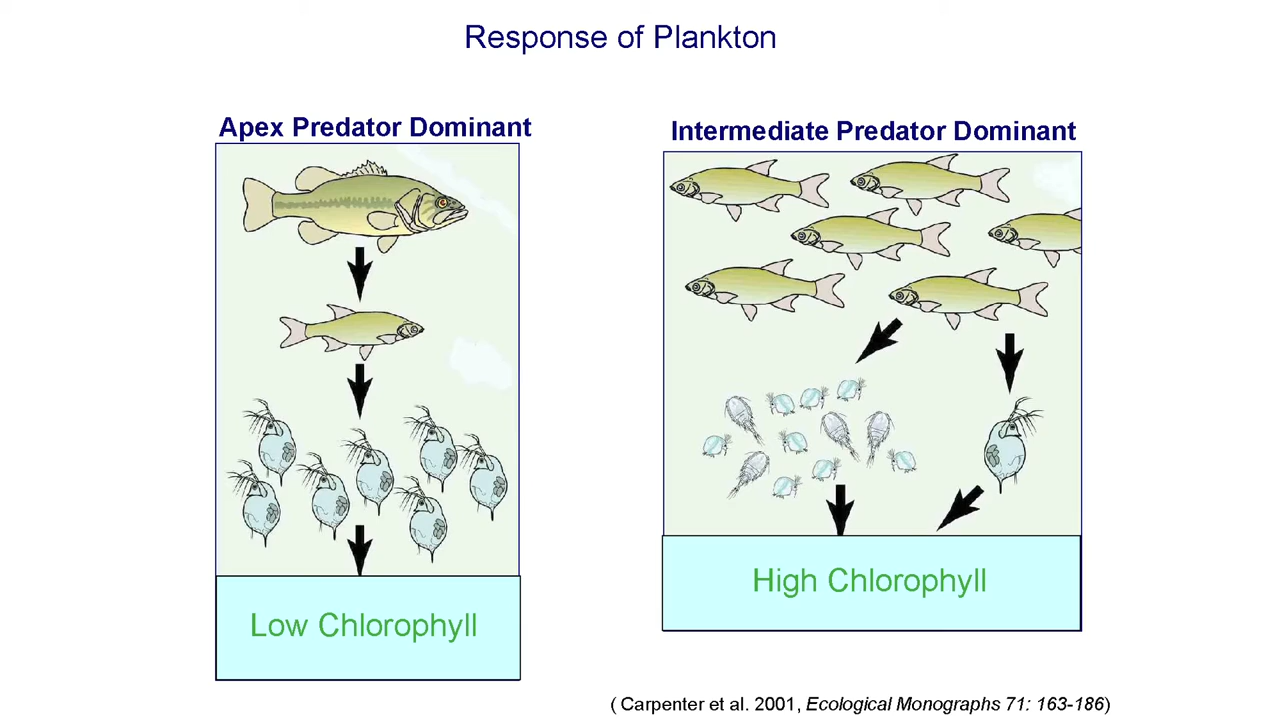 Response of Plankton
Apex Predator Dominant
Intermediate Predator Dominant
Low Chlorophyll
High Chlorophyll
( Carpenter et al. 2001, Ecological Monographs 71: 163-186)